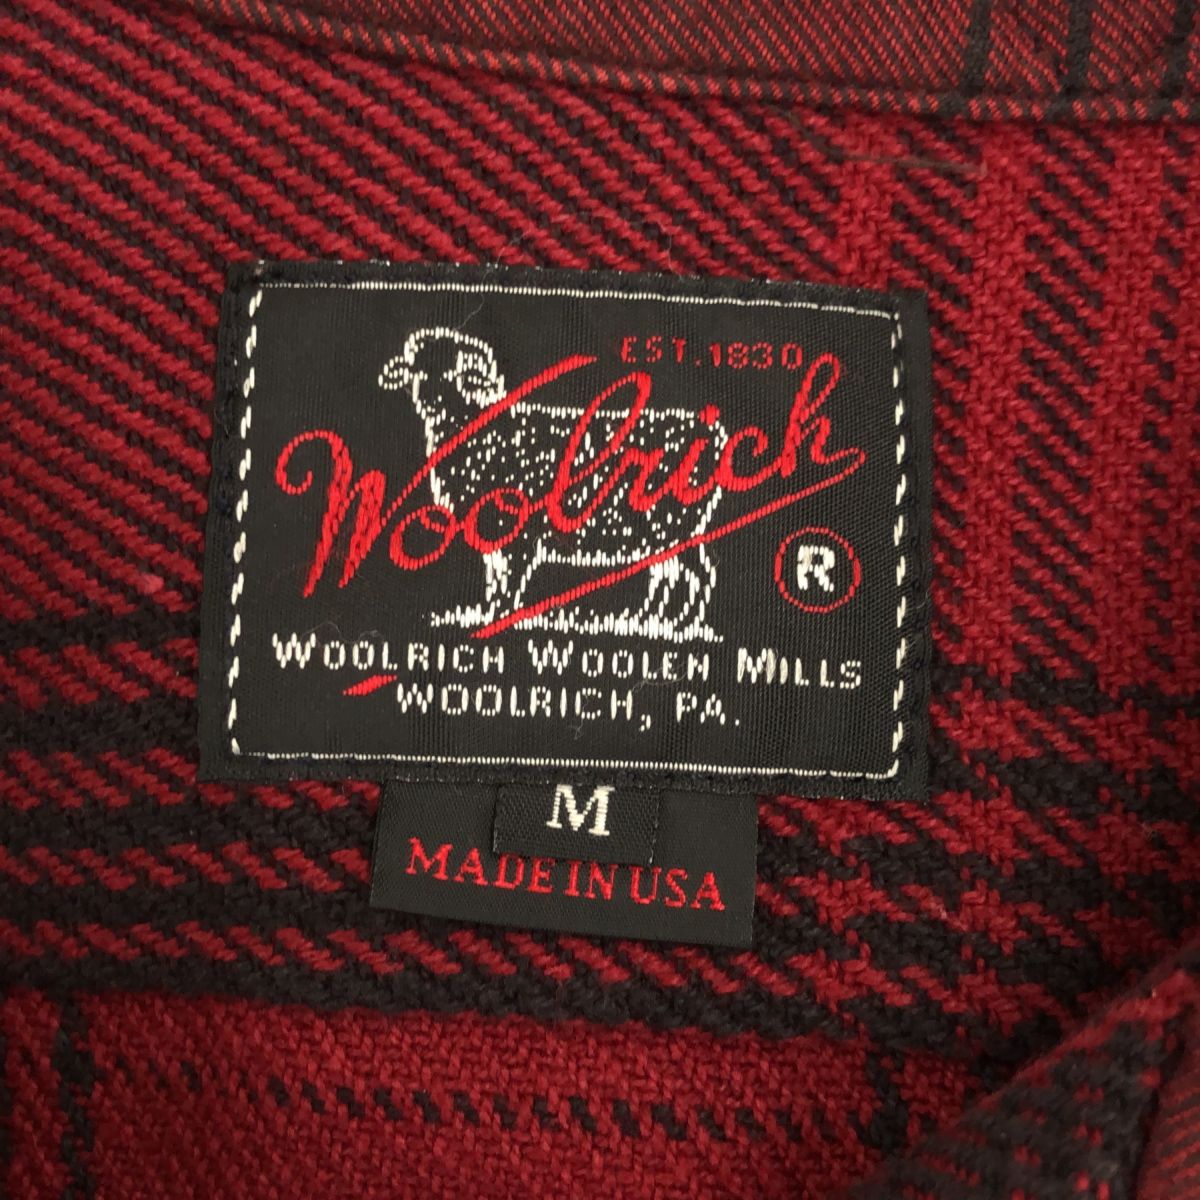 EST. 1830
Woolrich
R
WOOLRICH WOOLEN MILLS
WOOLRICH, PA.
M
MADE IN USA